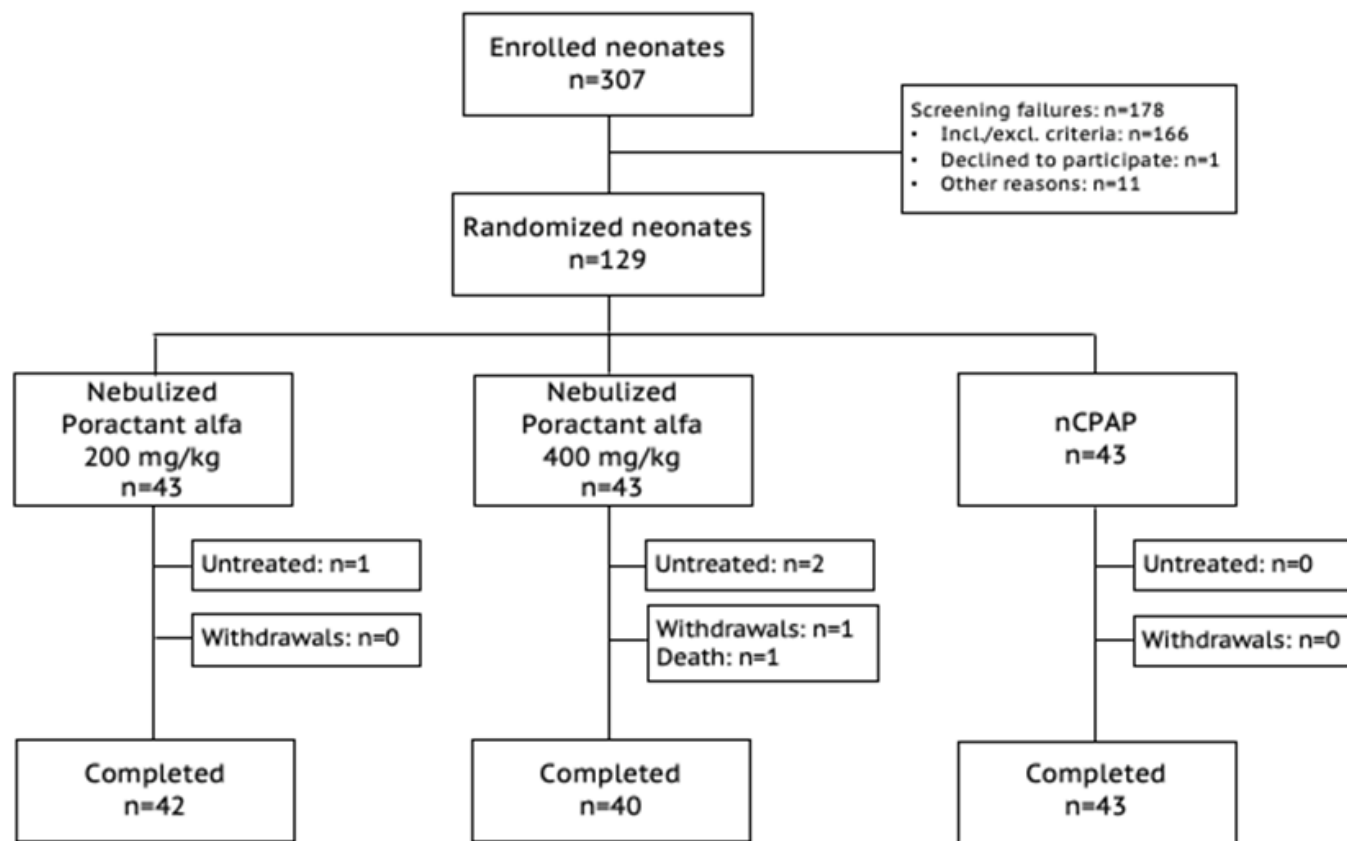 Enrolled neonates
n=307
Screening failures: n=178
• Incl./excl. criteria: n=166
• Declined to participate: n=1
• Other reasons: n=11
Randomized neonates
n=129
Nebulized
Poractant alfa
200 mg/kg
n=43
Nebulized
Poractant alfa
400 mg/kg
n=43
nCPAP
n=43
Untreated: n=1
Untreated: n=2
Untreated: n=0
Withdrawals: n=0
Withdrawals: n=1
Death: n=1
Withdrawals: n=0
Completed
n=42
Completed
n=40
Completed
n=43